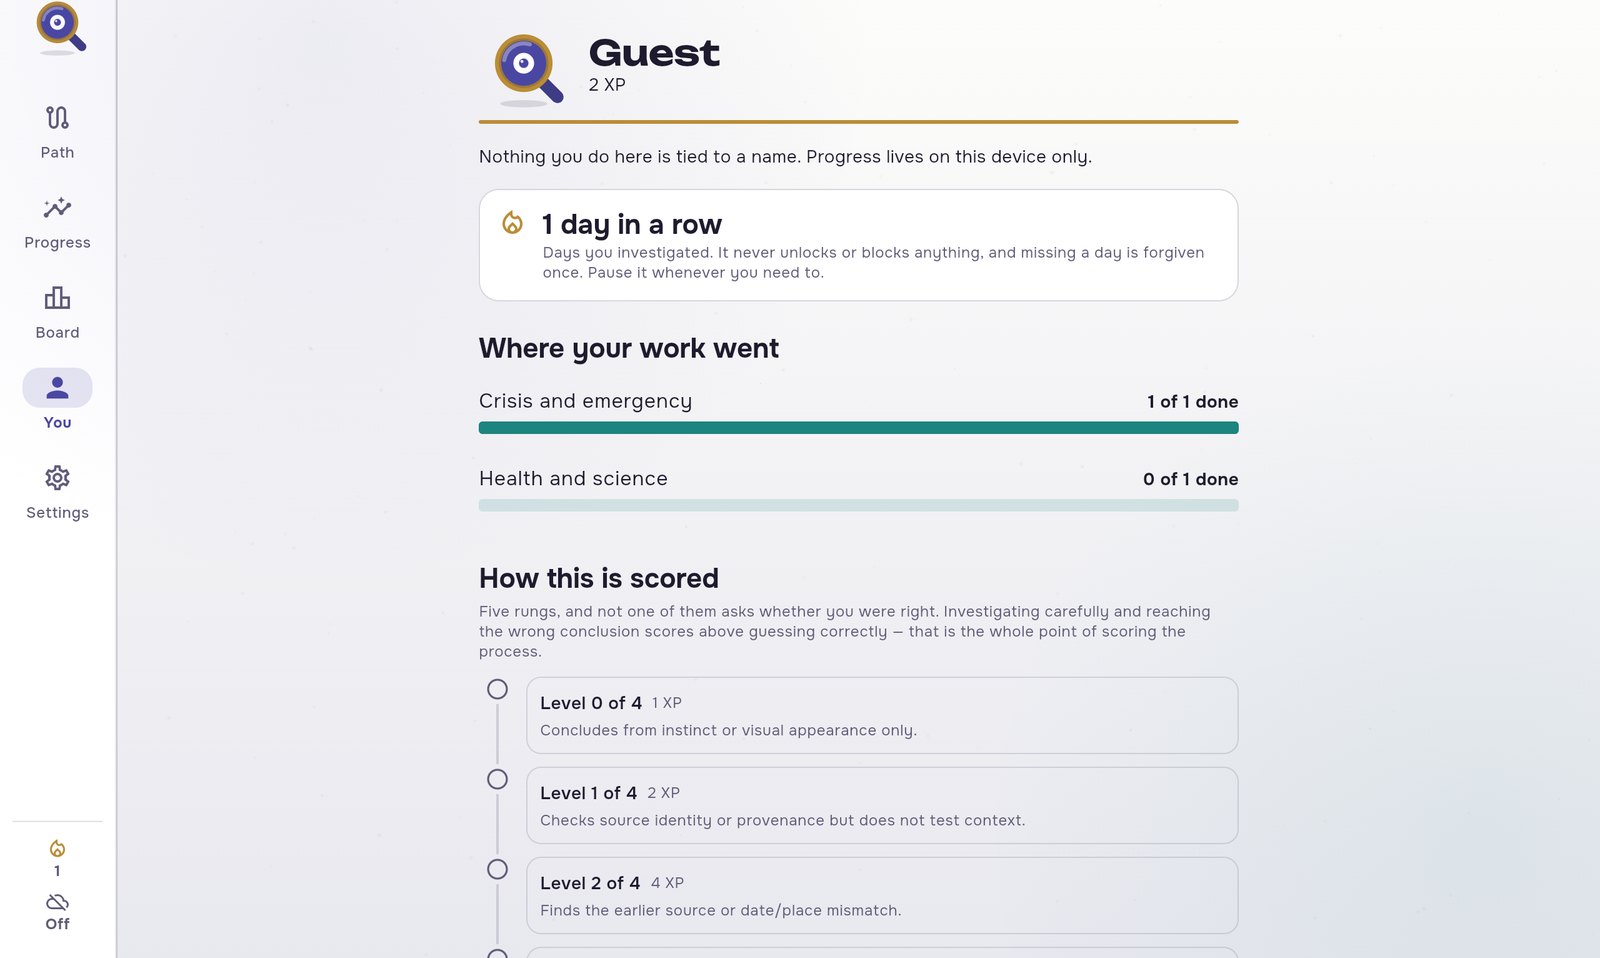 Path
Progress
Board
You
Settings
1
Off
Guest
2 XP
Nothing you do here is tied to a name. Progress lives on this device only.
1 day in a row
Days you investigated. It never unlocks or blocks anything, and missing a day is forgiven
once. Pause it whenever you need to.
Where your work went
Crisis and emergency
1 of 1 done
Health and science
0 of 1 done
How this is scored
Five rungs, and not one of them asks whether you were right. Investigating carefully and reaching
the wrong conclusion scores above guessing correctly — that is the whole point of scoring the
process.
Level 0 of 4 1 XP
Concludes from instinct or visual appearance only.
Level 1 of 4 2 XP
Checks source identity or provenance but does not test context.
Level 2 of 4 4 XP
Finds the earlier source or date/place mismatch.